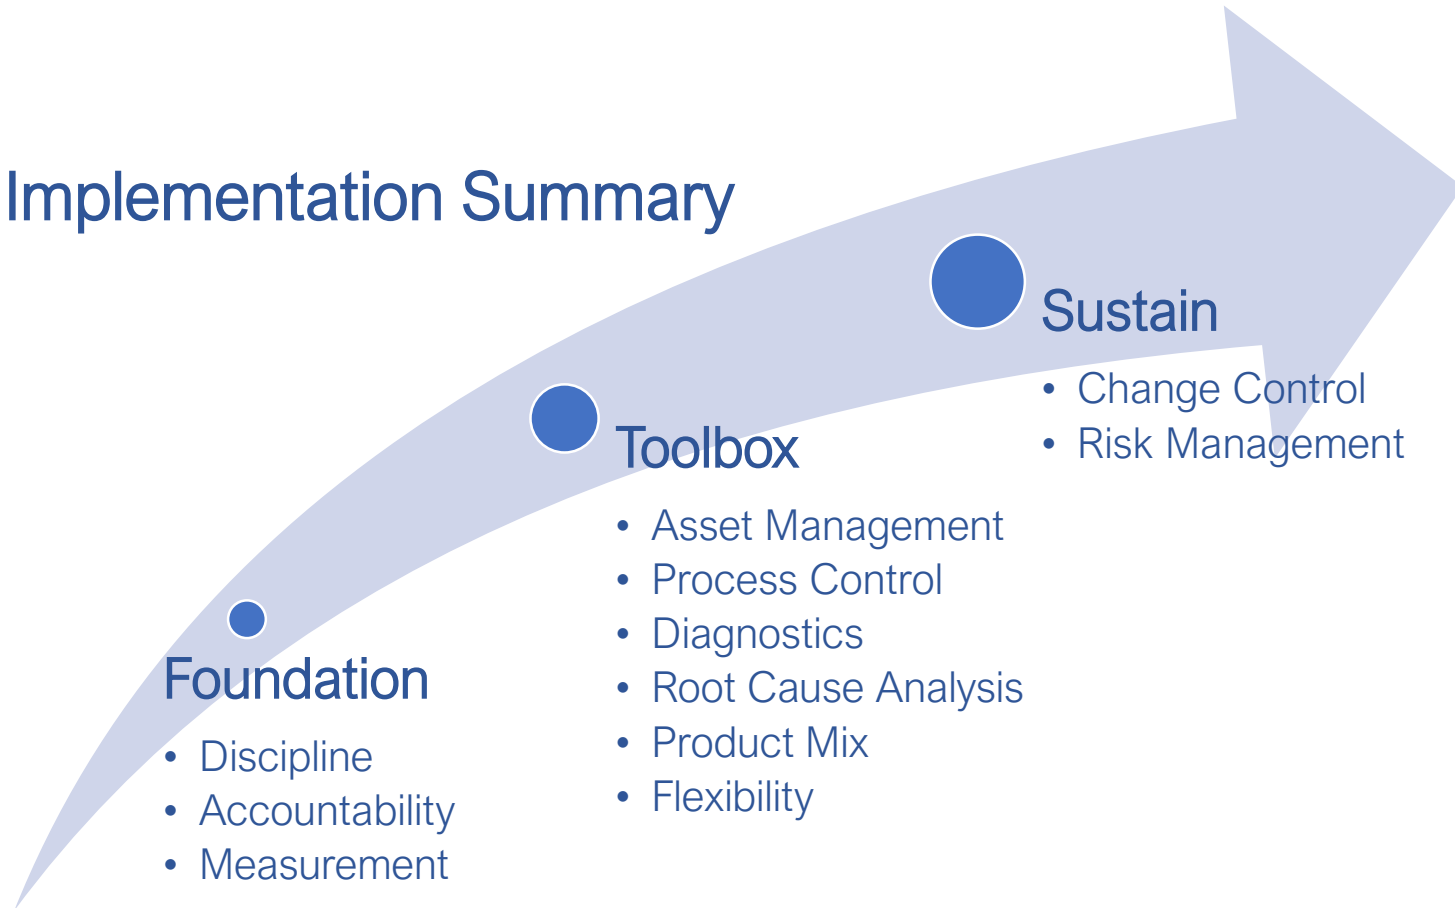 Implementation Summary
Foundation
• Discipline
• Accountability
• Measurement
Toolbox
• Asset Management
• Process Control
• Diagnostics
• Root Cause Analysis
• Product Mix
• Flexibility
Sustain
• Change Control
• Risk Management